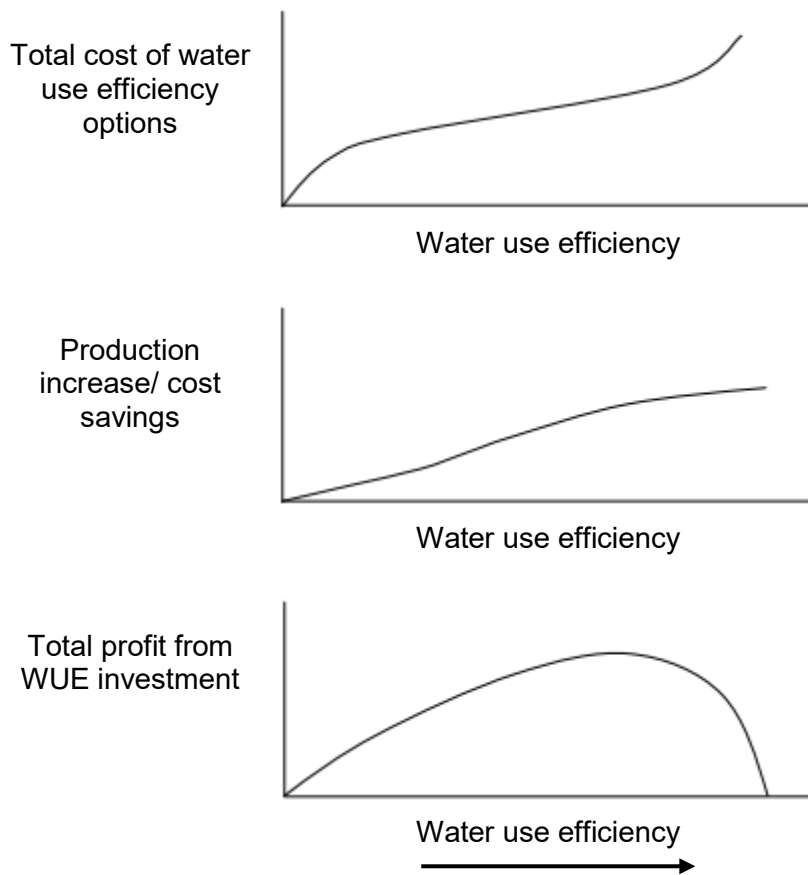 Total cost of water
use efficiency
options
Water use efficiency
Production
increase/ cost
savings
Water use efficiency
Total profit from
WUE investment
Water use efficiency